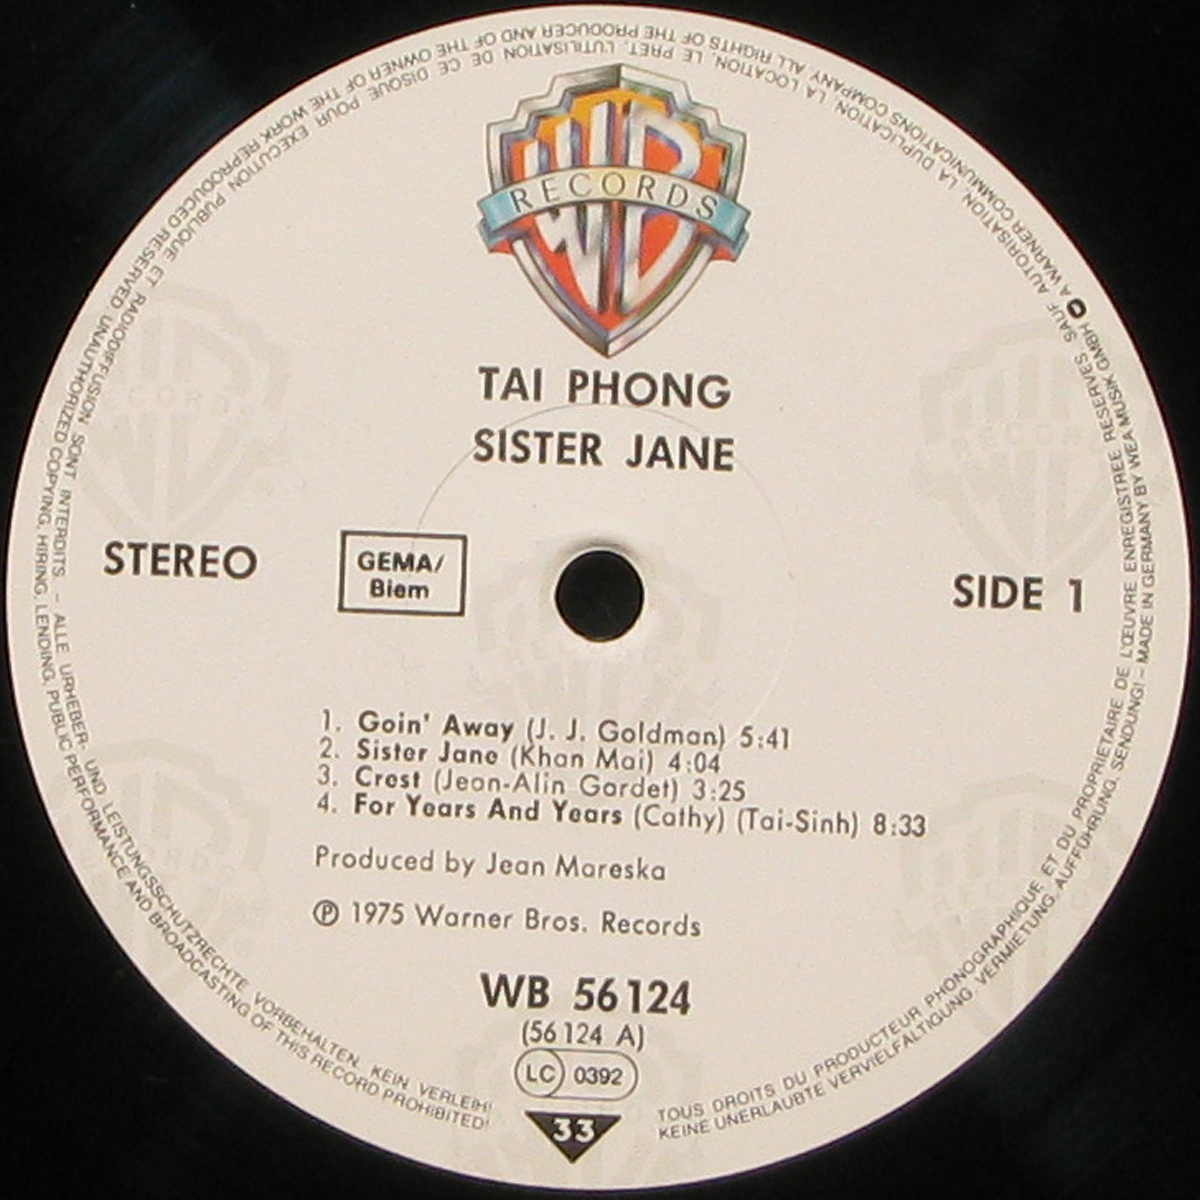 WB
RECORDS
TAI PHONG
SISTER JANE
STEREO
GEMA/
Biem
SIDE 1
1. Goin' Away (J. J. Goldman) 5:41
2. Sister Jane (Khan Mai) 4:04
3. Crest (Jean-Alin Gardet) 3:25
4. For Years And Years (Cathy) (Tai-Sinh) 8:33
Produced by Jean Mareska
℗ 1975 Warner Bros. Records
WB 56 124
(56 124 A)
LC 0392
33
TOUS DROITS DU PRODUCTEUR PHONOGRAPHIQUE ET DU PROPRIETAIRE DE L'ŒUVRE ENREGISTREE RESERVES. SAUF AUTORISATION, LA DUPLICATION, LA LOCATION, LE PRET, L'UTILISATION DE CE DISQUE POUR EXECUTION PUBLIQUE ET RADIODIFFUSION SONT INTERDITS. – ALLE URHEBER- UND LEISTUNGSSCHUTZRECHTE VORBEHALTEN. KEIN VERLEIH!
KEINE UNERLAUBTE VERVIELFÄLTIGUNG, VERMIETUNG, AUFFÜHRUNG, SENDUNG! – MADE IN GERMANY BY WEA MUSIK GMBH A WARNER COMMUNICATIONS COMPANY ALL RIGHTS OF THE PRODUCER AND OF THE OWNER OF THE WORK REPRODUCED RESERVED. UNAUTHORIZED COPYING, HIRING, LENDING, PUBLIC PERFORMANCE AND BROADCASTING OF THIS RECORD PROHIBITED!